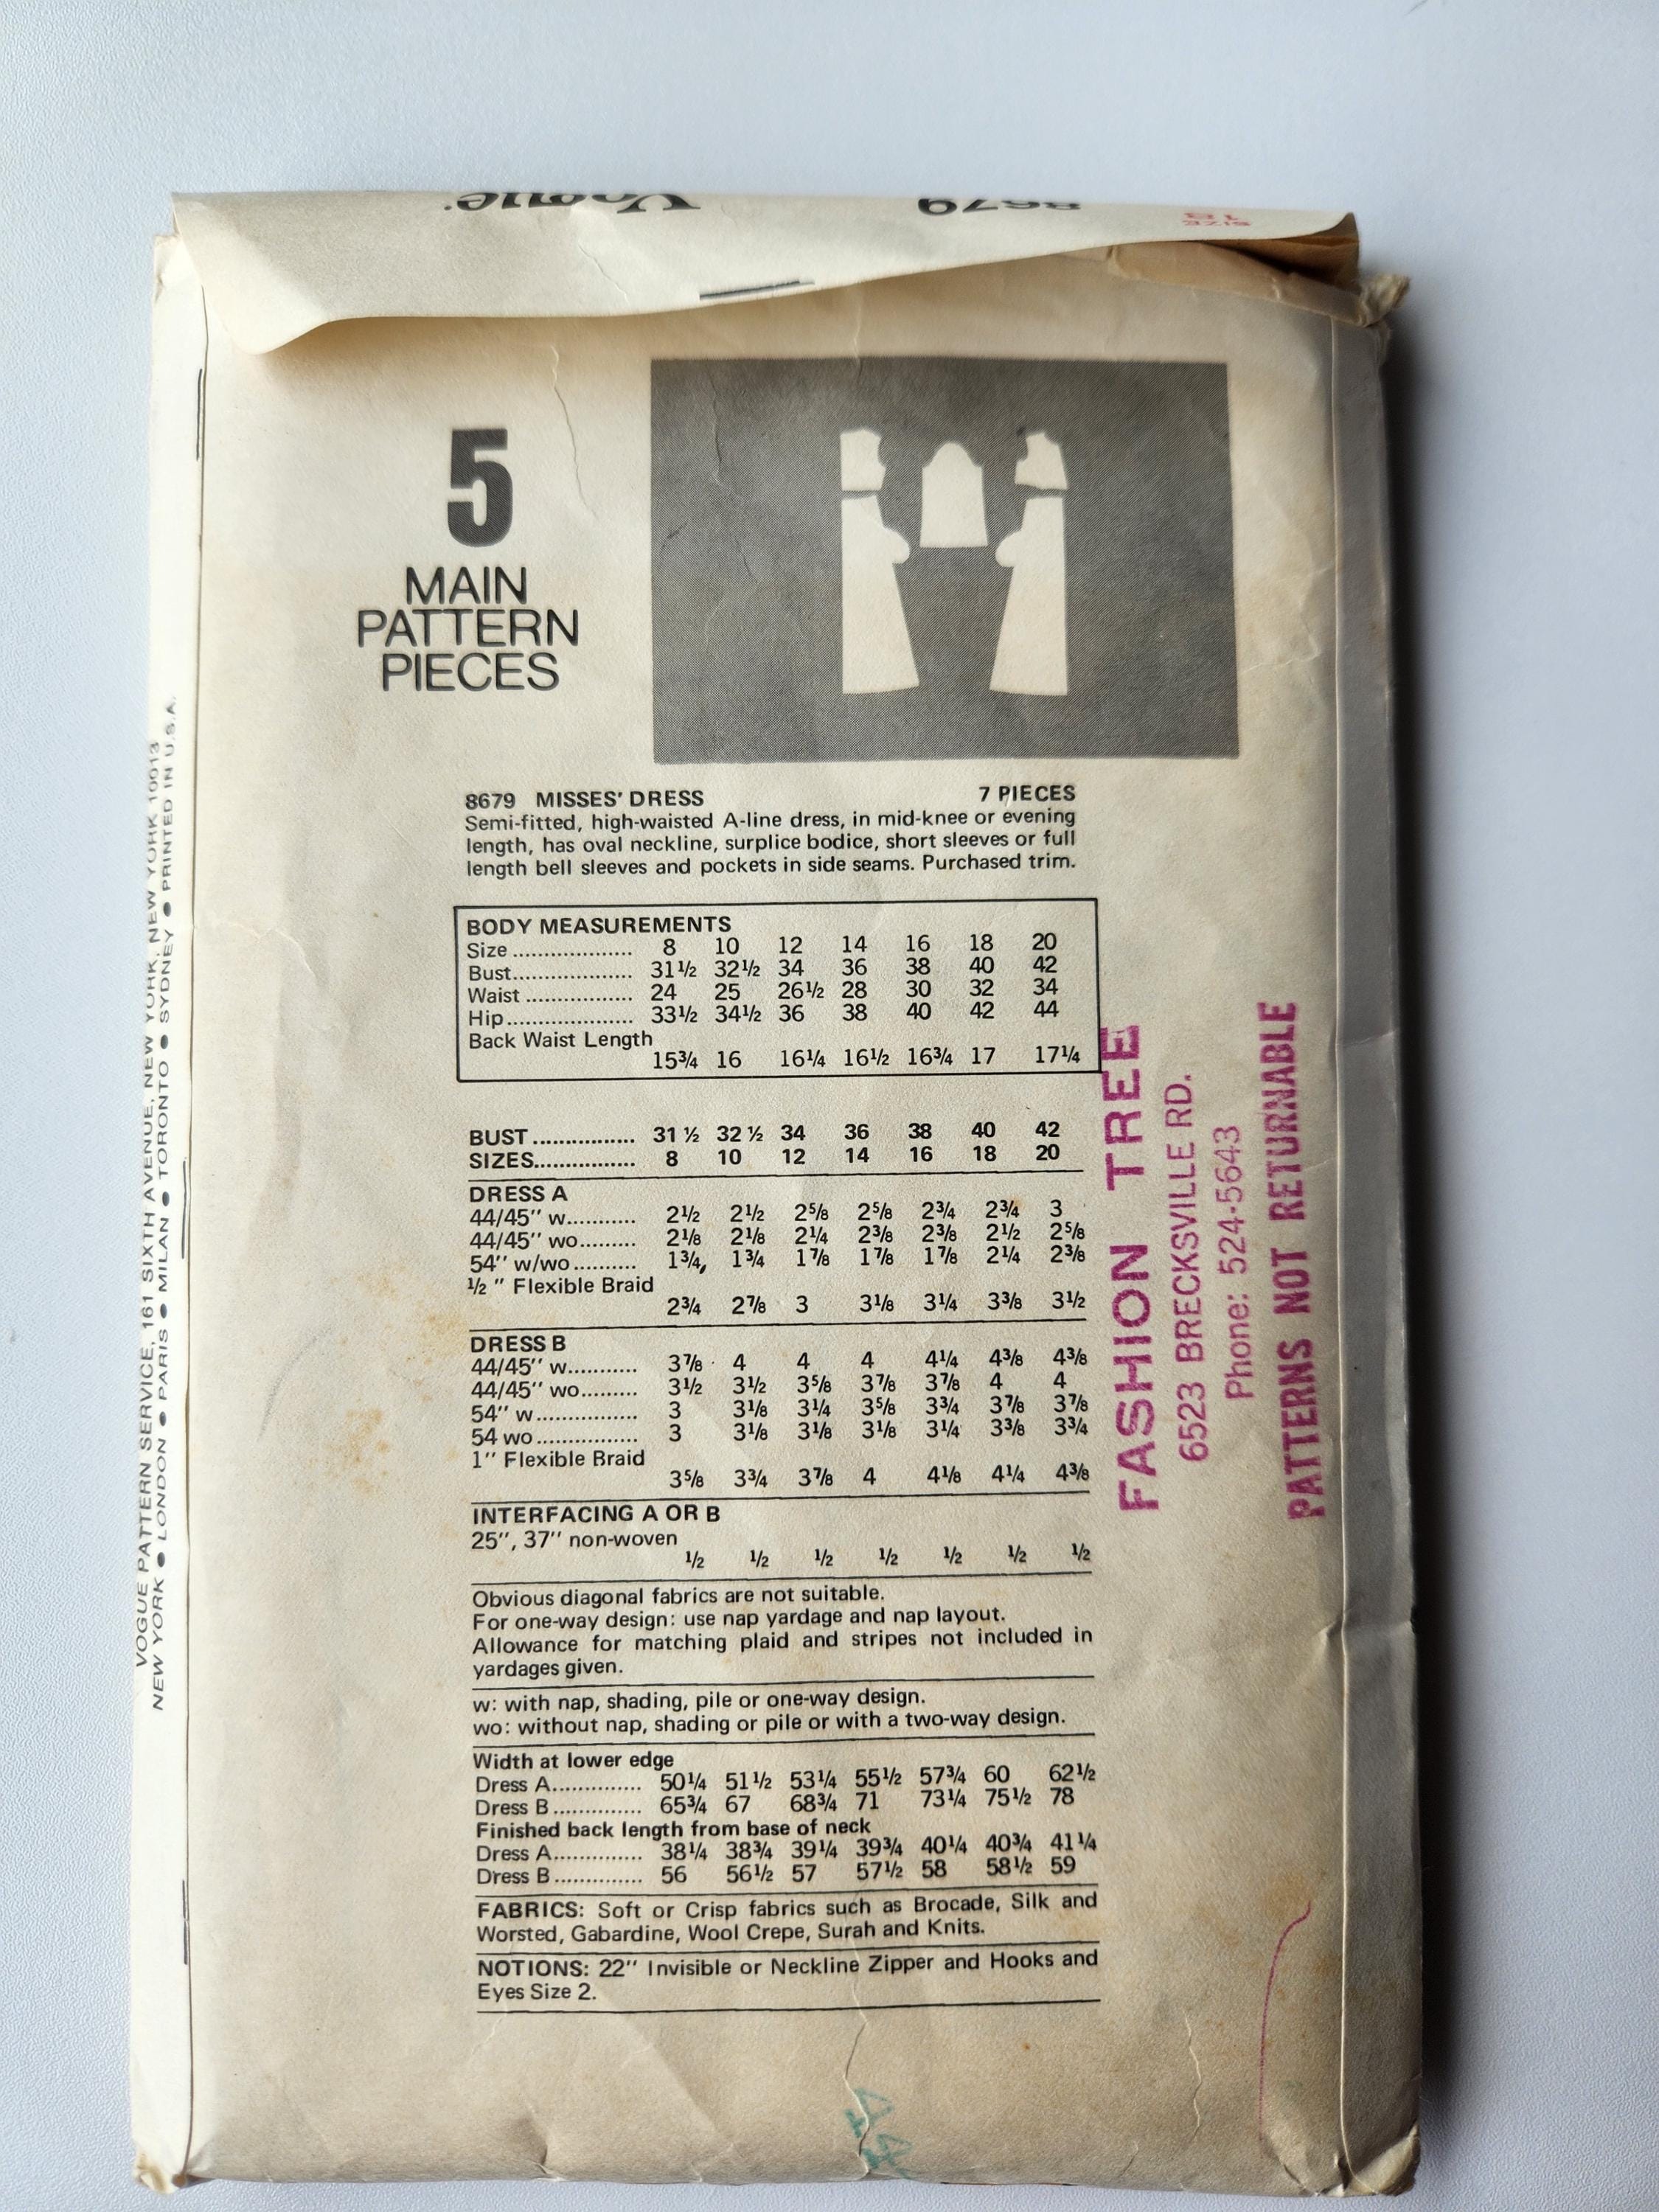 Vogue
8679
SIZE
18
5
MAIN
PATTERN
PIECES
8679 MISSES' DRESS 7 PIECES
Semi-fitted, high-waisted A-line dress, in mid-knee or evening
length, has oval neckline, surplice bodice, short sleeves or full
length bell sleeves and pockets in side seams. Purchased trim.
BODY MEASUREMENTS
Size ................... 8 10 12 14 16 18 20
Bust................... 31½ 32½ 34 36 38 40 42
Waist ................. 24 25 26½ 28 30 32 34
Hip.................... 33½ 34½ 36 38 40 42 44
Back Waist Length
15¾ 16 16¼ 16½ 16¾ 17 17¼
BUST ................ 31 ½ 32 ½ 34 36 38 40 42
SIZES................ 8 10 12 14 16 18 20
DRESS A
44/45" w........... 2½ 2½ 2⅝ 2⅝ 2¾ 2¾ 3
44/45" wo......... 2⅛ 2⅛ 2¼ 2⅜ 2⅜ 2½ 2⅝
54" w/wo.......... 1¾ 1¾ 1⅞ 1⅞ 1⅞ 2¼ 2⅜
½ " Flexible Braid
2¾ 2⅞ 3 3⅛ 3¼ 3⅜ 3½
DRESS B
44/45" w........... 3⅞ 4 4 4 4¼ 4⅜ 4⅜
44/45" wo......... 3½ 3½ 3⅝ 3⅞ 3⅞ 4 4
54" w................ 3 3⅛ 3¼ 3⅝ 3¾ 3⅞ 3⅞
54 wo................ 3 3⅛ 3⅛ 3⅛ 3¼ 3⅜ 3¾
1" Flexible Braid
3⅝ 3¾ 3⅞ 4 4⅛ 4¼ 4⅜
INTERFACING A OR B
25", 37" non-woven
½ ½ ½ ½ ½ ½ ½
Obvious diagonal fabrics are not suitable.
For one-way design: use nap yardage and nap layout.
Allowance for matching plaid and stripes not included in
yardages given.
w: with nap, shading, pile or one-way design.
wo: without nap, shading or pile or with a two-way design.
Width at lower edge
Dress A.............. 50¼ 51½ 53¼ 55½ 57¾ 60 62½
Dress B.............. 65¾ 67 68¾ 71 73¼ 75½ 78
Finished back length from base of neck
Dress A.............. 38¼ 38¾ 39¼ 39¾ 40¼ 40¾ 41¼
Dress B.............. 56 56½ 57 57½ 58 58½ 59
FABRICS: Soft or Crisp fabrics such as Brocade, Silk and
Worsted, Gabardine, Wool Crepe, Surah and Knits.
NOTIONS: 22" Invisible or Neckline Zipper and Hooks and
Eyes Size 2.
VOGUE PATTERN SERVICE, 161 SIXTH AVENUE, NEW YORK, NEW YORK 10013
NEW YORK ● LONDON ● PARIS ● MILAN ● TORONTO ● SYDNEY ● PRINTED IN U.S.A.
FASHION TREE
6523 BRECKSVILLE RD.
Phone: 524-5643
PATTERNS NOT RETURNABLE